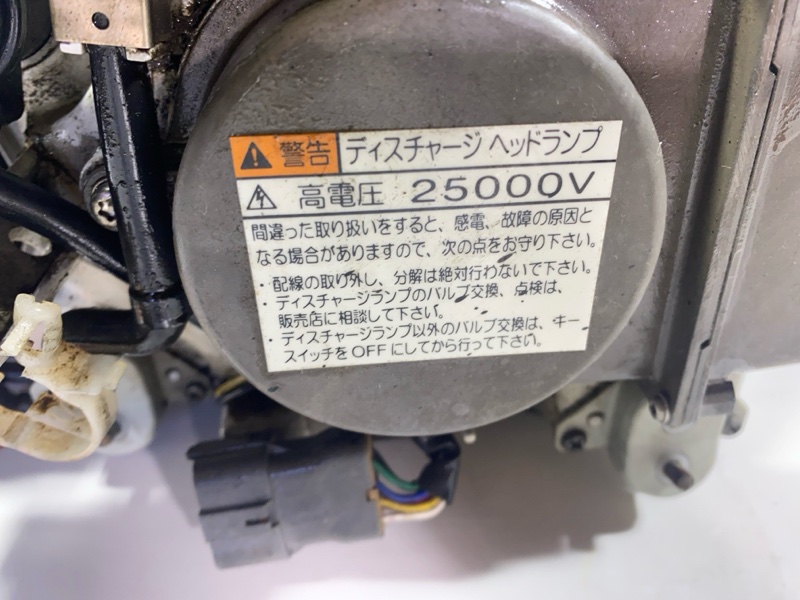 警告 ディスチャージ ヘッドランプ
高電圧 25000V
間違った取り扱いをすると、感電、故障の原因と
なる場合がありますので、次の点をお守り下さい。
・配線の取り外し、分解は絶対行わないで下さい。
・ディスチャージランプのバルブ交換、点検は、
販売店に相談して下さい。
・ディスチャージランプ以外のバルブ交換は、キー
スイッチをOFFにしてから行って下さい。